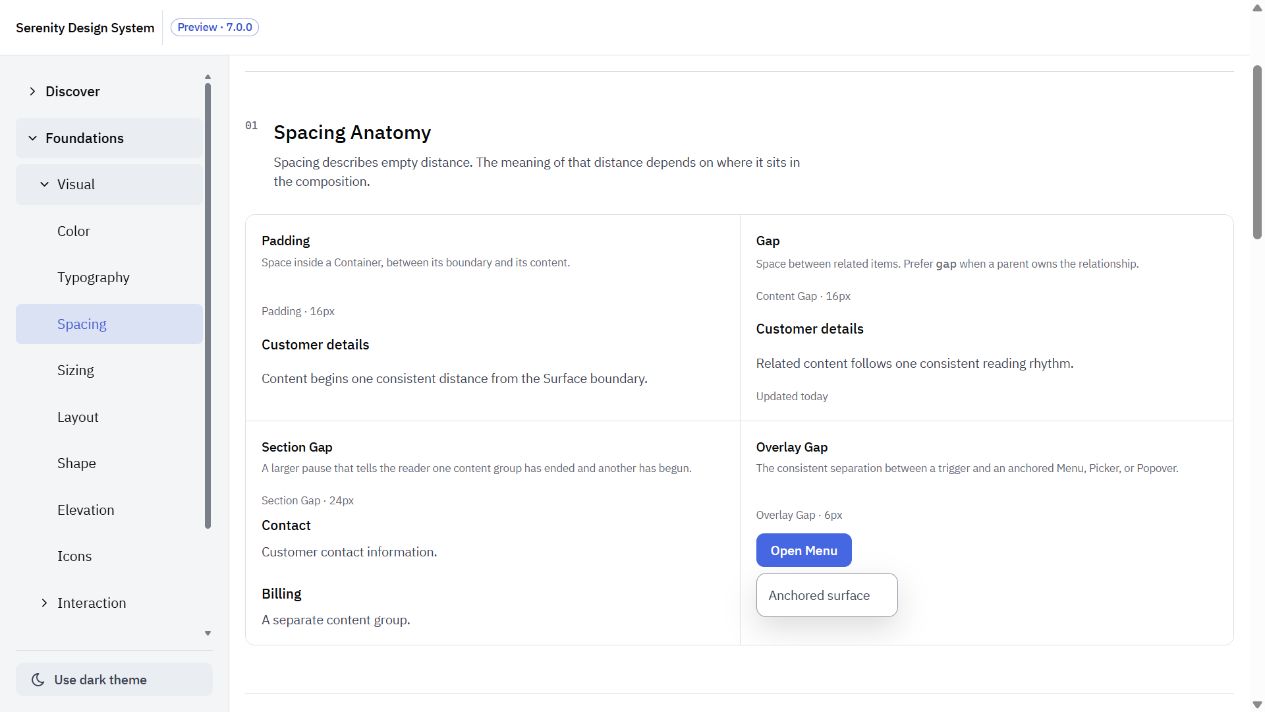 Serenity Design System
Preview · 7.0.0
Discover
Foundations
Visual
Color
Typography
Spacing
Sizing
Layout
Shape
Elevation
Icons
Interaction
Use dark theme
01
Spacing Anatomy
Spacing describes empty distance. The meaning of that distance depends on where it sits in
the composition.
Padding
Space inside a Container, between its boundary and its content.
Padding · 16px
Customer details
Content begins one consistent distance from the Surface boundary.
Gap
Space between related items. Prefer gap when a parent owns the relationship.
Content Gap · 16px
Customer details
Related content follows one consistent reading rhythm.
Updated today
Section Gap
A larger pause that tells the reader one content group has ended and another has begun.
Section Gap · 24px
Contact
Customer contact information.
Billing
A separate content group.
Overlay Gap
The consistent separation between a trigger and an anchored Menu, Picker, or Popover.
Overlay Gap · 6px
Open Menu
Anchored surface